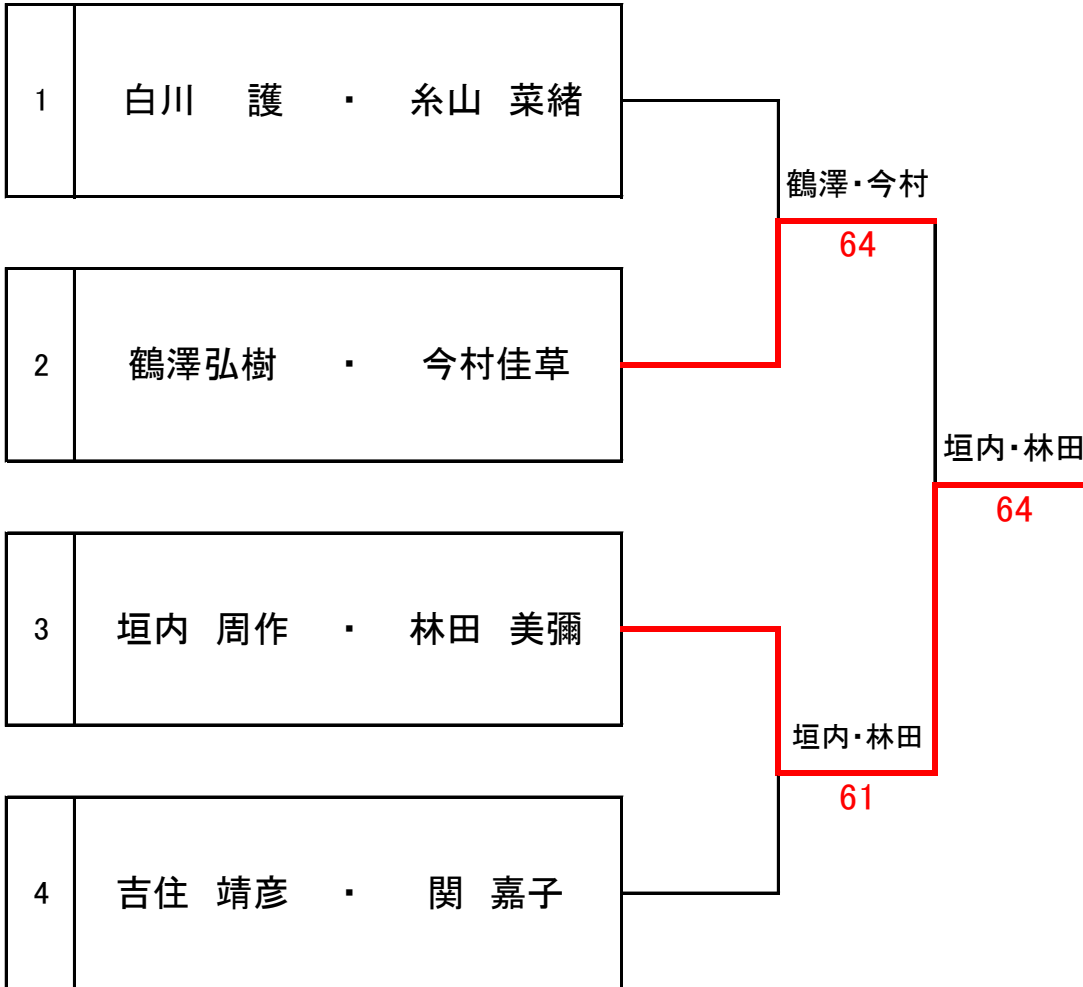 1 白川 護 ・ 糸山 菜緒
鶴澤・今村
64
2 鶴澤弘樹 ・ 今村佳草
垣内・林田
64
3 垣内 周作 ・ 林田 美彌
垣内・林田
61
4 吉住 靖彦 ・ 関 嘉子